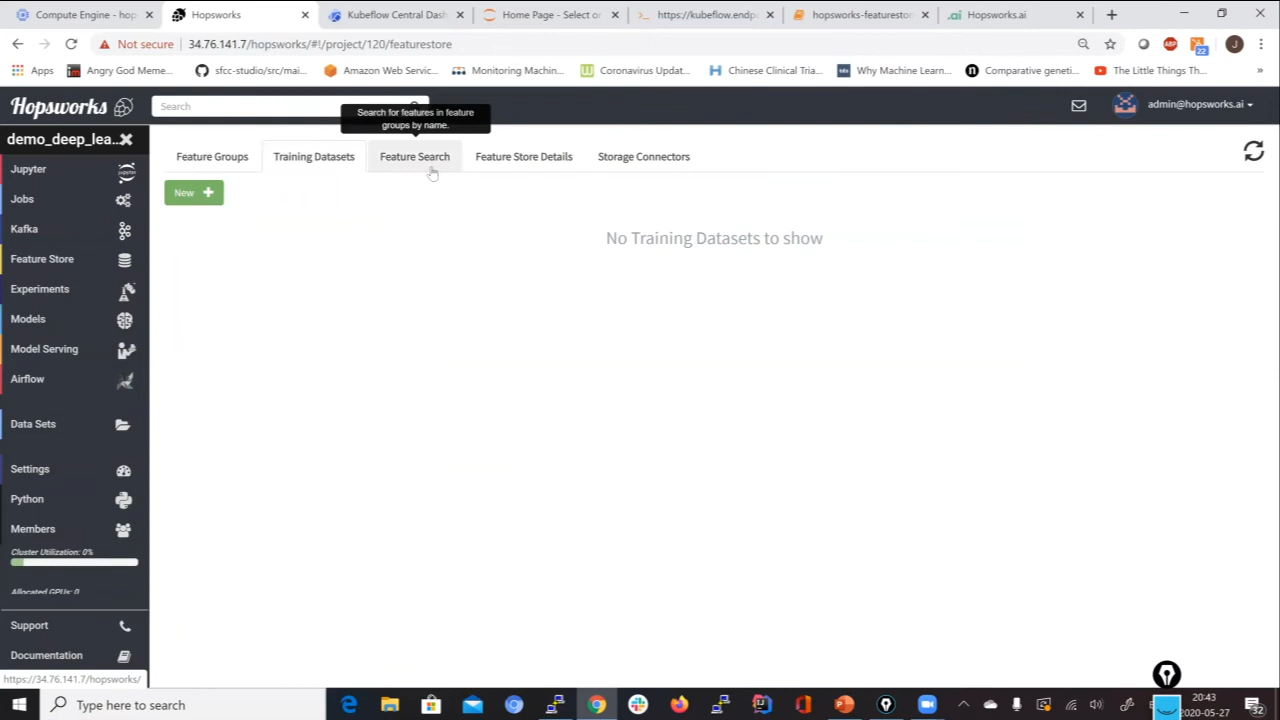 Compute Engine - hop
Hopsworks
Kubeflow Central Dash
Home Page - Select or
https://kubeflow.endp
hopsworks-featurestor
Hopsworks.ai
Not secure
34.76.141.7/hopsworks/#!/project/120/featurestore
22
J
Apps
Angry God Meme...
sfcc-studio/src/mai...
Amazon Web Servic...
Monitoring Machin...
Coronavirus Updat...
Chinese Clinical Tria...
Why Machine Learn...
Comparative geneti...
The Little Things Th...
»
Hopsworks
Search
admin@hopsworks.ai
Search for features in feature
groups by name.
demo_deep_lea..
Feature Groups
Training Datasets
Feature Search
Feature Store Details
Storage Connectors
New
No Training Datasets to show
Jupyter
Jobs
Kafka
Feature Store
Experiments
Models
Model Serving
Airflow
Data Sets
Settings
Python
Members
Cluster Utilization: 0%
Allocated GPUs: 0
Support
Documentation
https://34.76.141.7/hopsworks/
Type here to search
20:43
2020-05-27
32